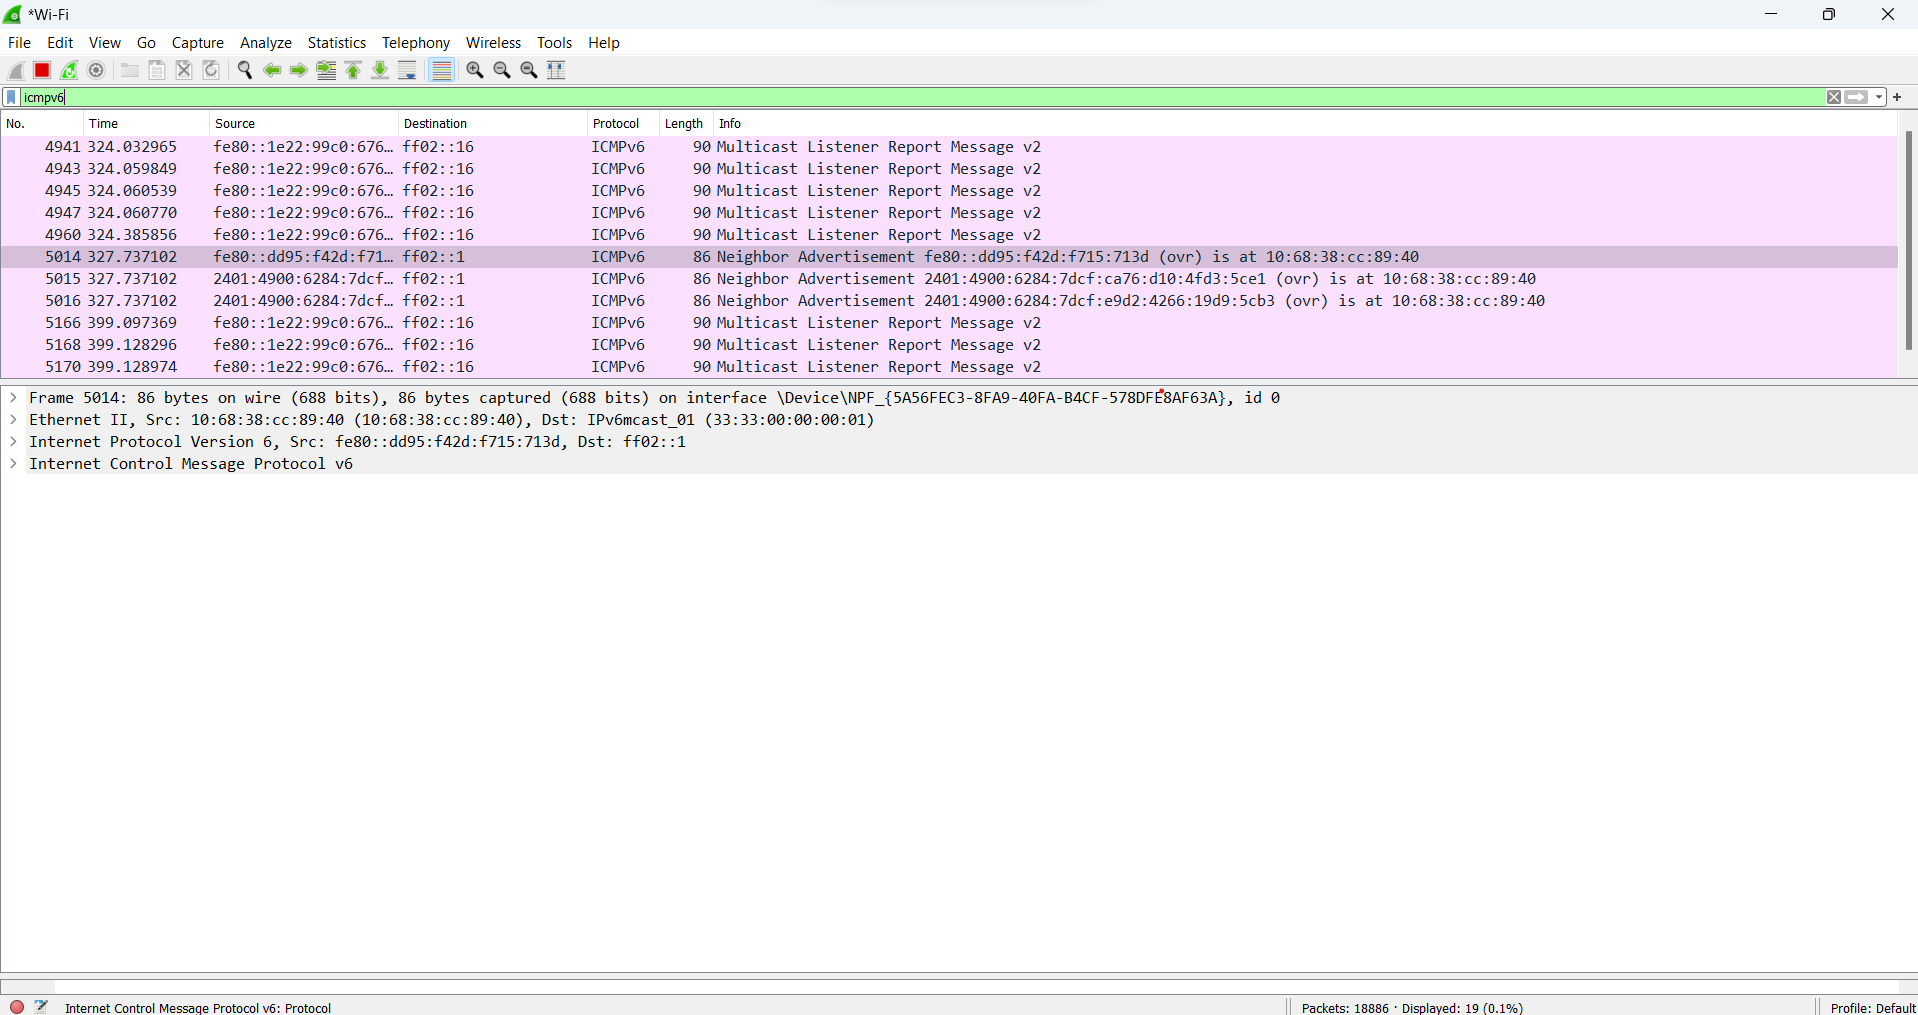 *Wi-Fi
File Edit View Go Capture Analyze Statistics Telephony Wireless Tools Help
icmpv6
No. Time Source Destination Protocol Length Info
4941 324.032965 fe80::1e22:99c0:676… ff02::16 ICMPv6 90 Multicast Listener Report Message v2
4943 324.059849 fe80::1e22:99c0:676… ff02::16 ICMPv6 90 Multicast Listener Report Message v2
4945 324.060539 fe80::1e22:99c0:676… ff02::16 ICMPv6 90 Multicast Listener Report Message v2
4947 324.060770 fe80::1e22:99c0:676… ff02::16 ICMPv6 90 Multicast Listener Report Message v2
4960 324.385856 fe80::1e22:99c0:676… ff02::16 ICMPv6 90 Multicast Listener Report Message v2
5014 327.737102 fe80::dd95:f42d:f71… ff02::1 ICMPv6 86 Neighbor Advertisement fe80::dd95:f42d:f715:713d (ovr) is at 10:68:38:cc:89:40
5015 327.737102 2401:4900:6284:7dcf… ff02::1 ICMPv6 86 Neighbor Advertisement 2401:4900:6284:7dcf:ca76:d10:4fd3:5ce1 (ovr) is at 10:68:38:cc:89:40
5016 327.737102 2401:4900:6284:7dcf… ff02::1 ICMPv6 86 Neighbor Advertisement 2401:4900:6284:7dcf:e9d2:4266:19d9:5cb3 (ovr) is at 10:68:38:cc:89:40
5166 399.097369 fe80::1e22:99c0:676… ff02::16 ICMPv6 90 Multicast Listener Report Message v2
5168 399.128296 fe80::1e22:99c0:676… ff02::16 ICMPv6 90 Multicast Listener Report Message v2
5170 399.128974 fe80::1e22:99c0:676… ff02::16 ICMPv6 90 Multicast Listener Report Message v2
Frame 5014: 86 bytes on wire (688 bits), 86 bytes captured (688 bits) on interface \Device\NPF_{5A56FEC3-8FA9-40FA-B4CF-578DFE8AF63A}, id 0
Ethernet II, Src: 10:68:38:cc:89:40 (10:68:38:cc:89:40), Dst: IPv6mcast_01 (33:33:00:00:00:01)
Internet Protocol Version 6, Src: fe80::dd95:f42d:f715:713d, Dst: ff02::1
Internet Control Message Protocol v6
Internet Control Message Protocol v6: Protocol
Packets: 18886 · Displayed: 19 (0.1%)
Profile: Default